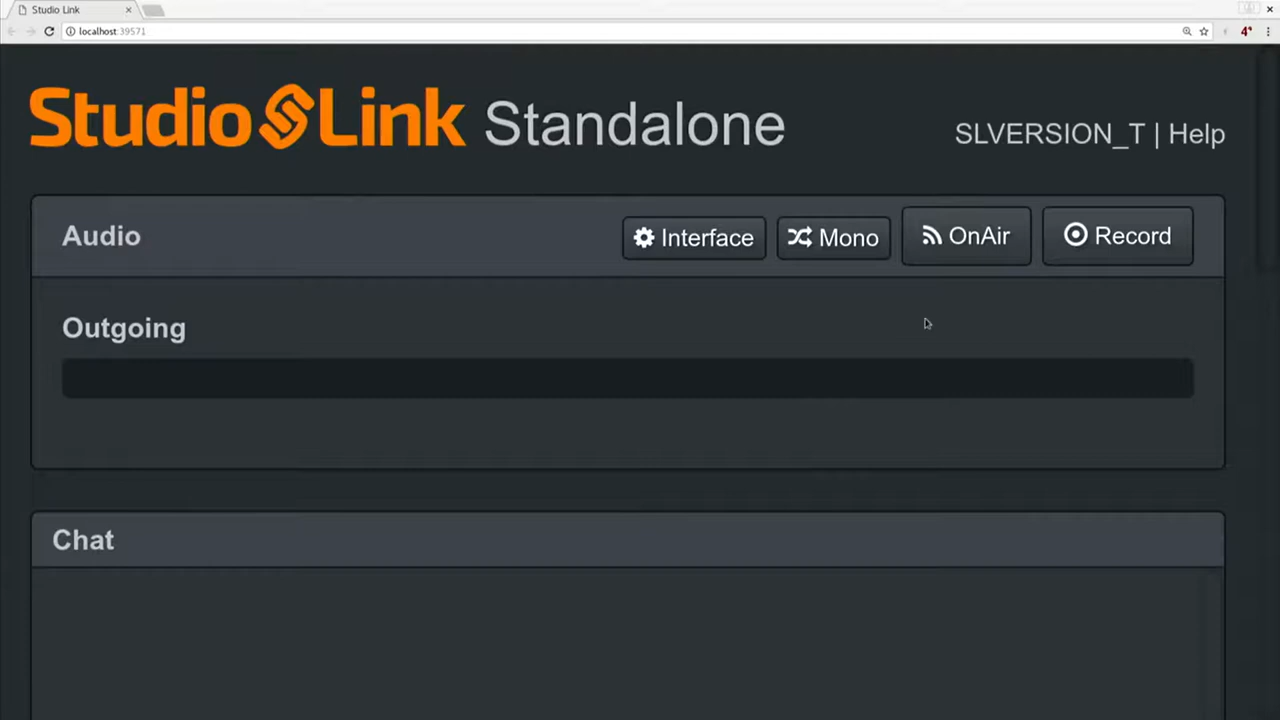 Studio Link
localhost:39571
Studio Link Standalone
SLVERSION_T | Help
Audio
Interface
Mono
OnAir
Record
Outgoing
Chat